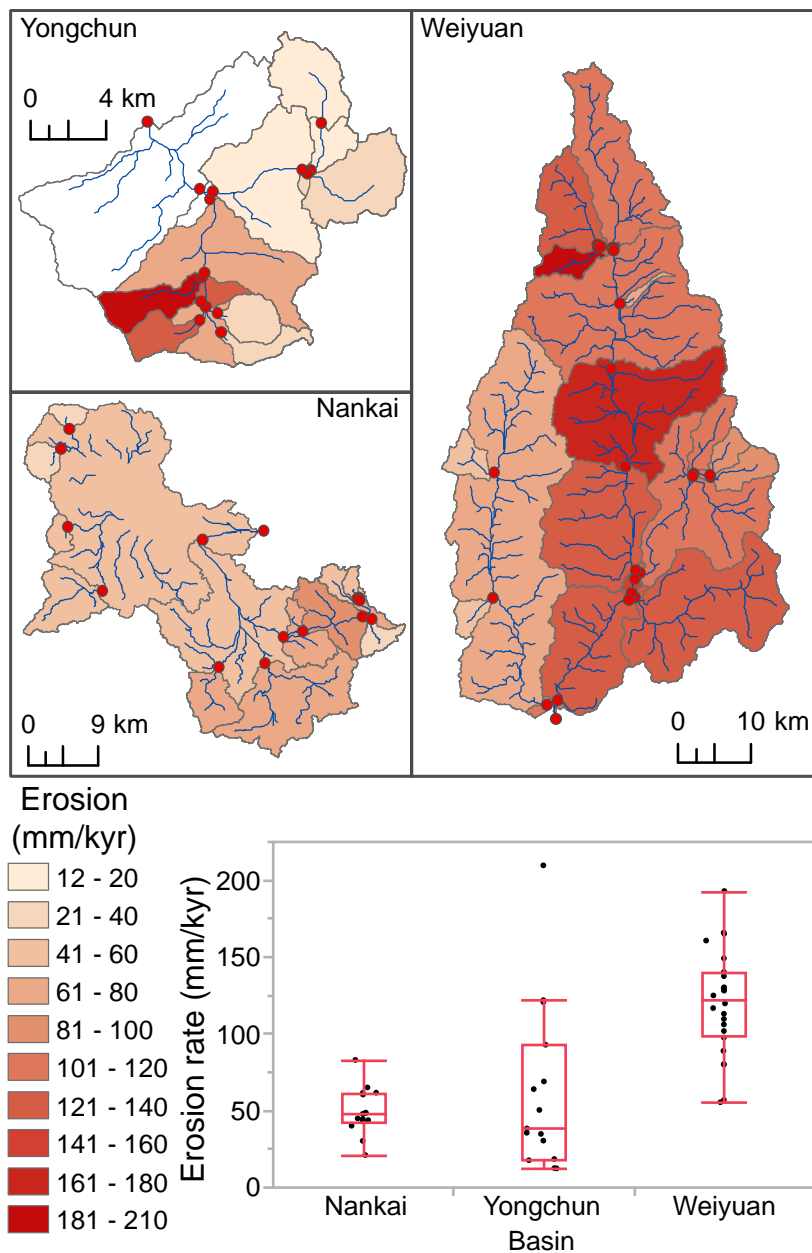 Yongchun
0 4 km
Weiyuan
Nankai
0 9 km
0 10 km
Erosion
(mm/kyr)
12 - 20
21 - 40
41 - 60
61 - 80
81 - 100
101 - 120
121 - 140
141 - 160
161 - 180
181 - 210
Erosion rate (mm/kyr)
200
150
100
50
0
Nankai Yongchun Weiyuan
Basin